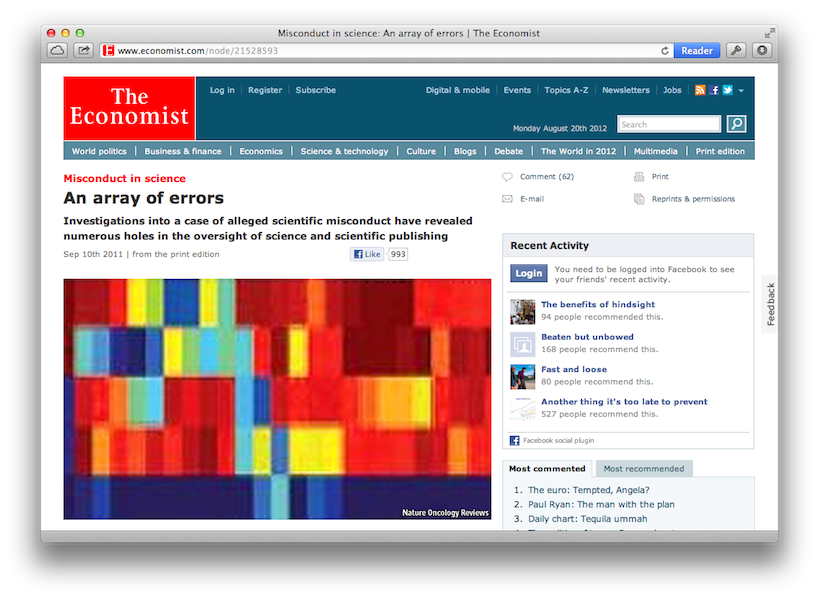 Misconduct in science: An array of errors | The Economist
www.economist.com/node/21528593
Reader
The
Economist
Log in Register Subscribe
Digital & mobile Events Topics A-Z Newsletters Jobs
Monday August 20th 2012 Search
World politics Business & finance Economics Science & technology Culture Blogs Debate The World in 2012 Multimedia Print edition
Misconduct in science
An array of errors
Investigations into a case of alleged scientific misconduct have revealed
numerous holes in the oversight of science and scientific publishing
Sep 10th 2011 | from the print edition
Like 993
Nature Oncology Reviews
Comment (62) Print
E-mail Reprints & permissions
Recent Activity
Login
You need to be logged into Facebook to see
your friends' recent activity.
The benefits of hindsight
94 people recommended this.
Beaten but unbowed
168 people recommend this.
Fast and loose
80 people recommended this.
Another thing it's too late to prevent
527 people recommend this.
Facebook social plugin
Most commented Most recommended
1. The euro: Tempted, Angela?
2. Paul Ryan: The man with the plan
3. Daily chart: Tequila ummah
Feedback